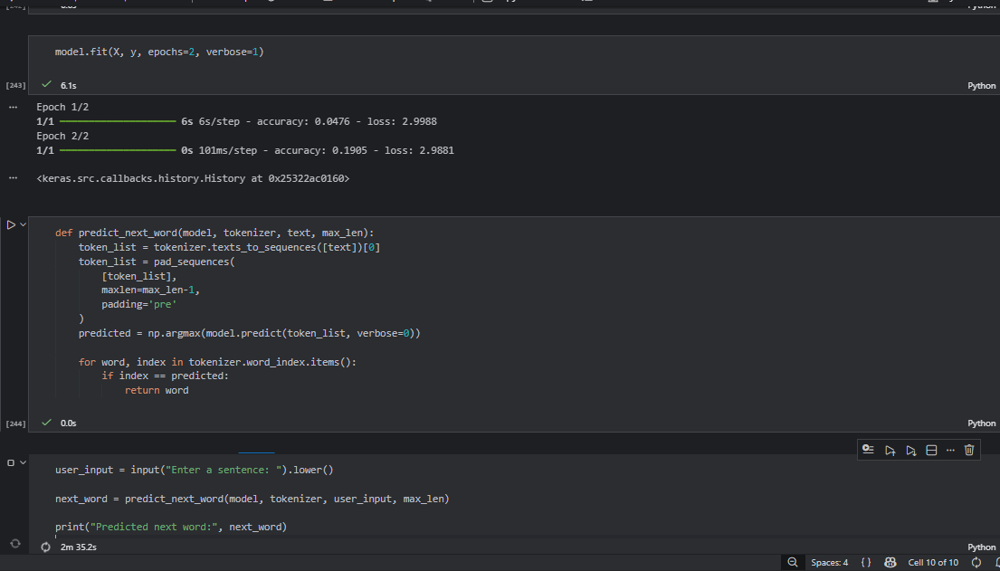 [242]
0.0s
Python
model.fit(X, y, epochs=2, verbose=1)
[243]
6.1s
Python
...
Epoch 1/2
1/1 ━━━━━━━━━━━━━━━━━━━━ 6s 6s/step - accuracy: 0.0476 - loss: 2.9988
Epoch 2/2
1/1 ━━━━━━━━━━━━━━━━━━━━ 0s 101ms/step - accuracy: 0.1905 - loss: 2.9881
...
<keras.src.callbacks.history.History at 0x25322ac0160>
def predict_next_word(model, tokenizer, text, max_len):
    token_list = tokenizer.texts_to_sequences([text])[0]
    token_list = pad_sequences(
        [token_list],
        maxlen=max_len-1,
        padding='pre'
    )
    predicted = np.argmax(model.predict(token_list, verbose=0))
    for word, index in tokenizer.word_index.items():
        if index == predicted:
            return word
[244]
0.0s
Python
user_input = input("Enter a sentence: ").lower()
next_word = predict_next_word(model, tokenizer, user_input, max_len)
print("Predicted next word:", next_word)
2m 35.2s
Python
Spaces: 4
{ }
Cell 10 of 10